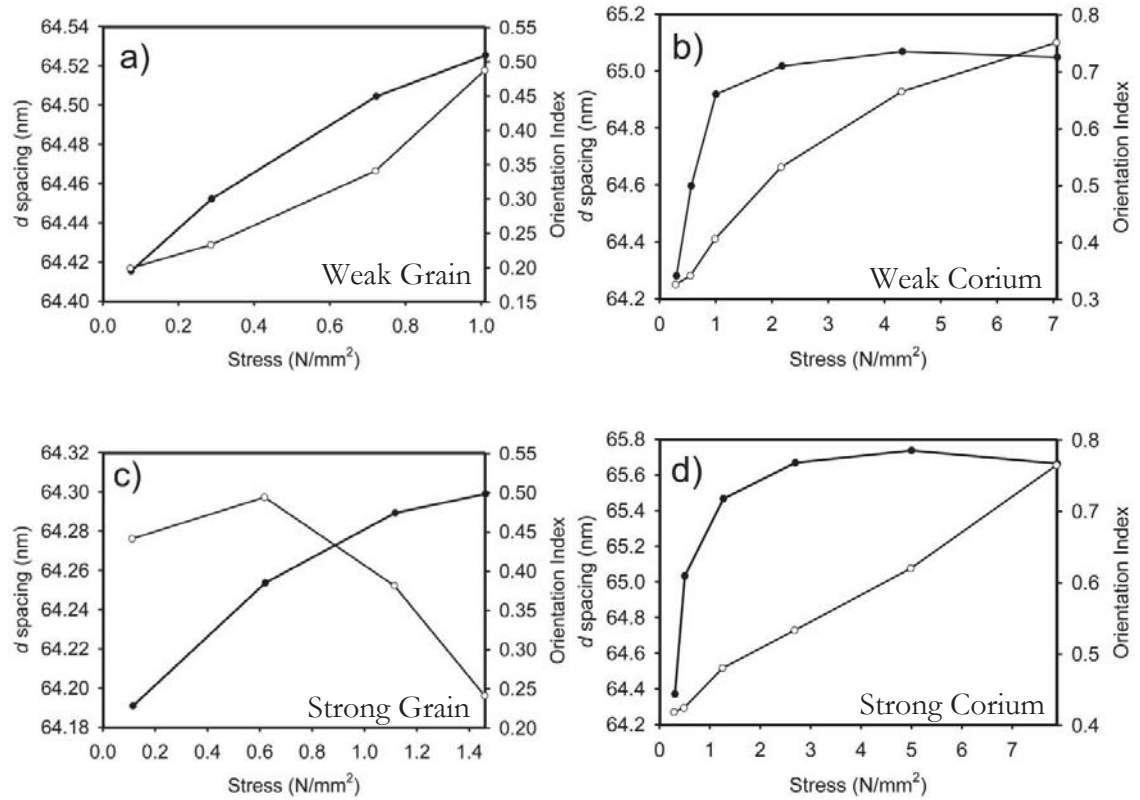 a)
64.54
64.52
64.50
64.48
64.46
64.44
64.42
64.40
d spacing (nm)
0.55
0.50
0.45
0.40
0.35
0.30
0.25
0.20
0.15
Orientation Index
Weak Grain
0.0 0.2 0.4 0.6 0.8 1.0
Stress (N/mm²)
b)
65.2
65.0
64.8
64.6
64.4
64.2
d spacing (nm)
0.8
0.7
0.6
0.5
0.4
0.3
Orientation Index
Weak Corium
0 1 2 3 4 5 6 7
Stress (N/mm²)
c)
64.32
64.30
64.28
64.26
64.24
64.22
64.20
64.18
d spacing (nm)
0.55
0.50
0.45
0.40
0.35
0.30
0.25
0.20
Orientation Index
Strong Grain
0.0 0.2 0.4 0.6 0.8 1.0 1.2 1.4
Stress (N/mm²)
d)
65.8
65.6
65.4
65.2
65.0
64.8
64.6
64.4
64.2
d spacing (nm)
0.8
0.7
0.6
0.5
0.4
Orientation Index
Strong Corium
0 1 2 3 4 5 6 7
Stress (N/mm²)